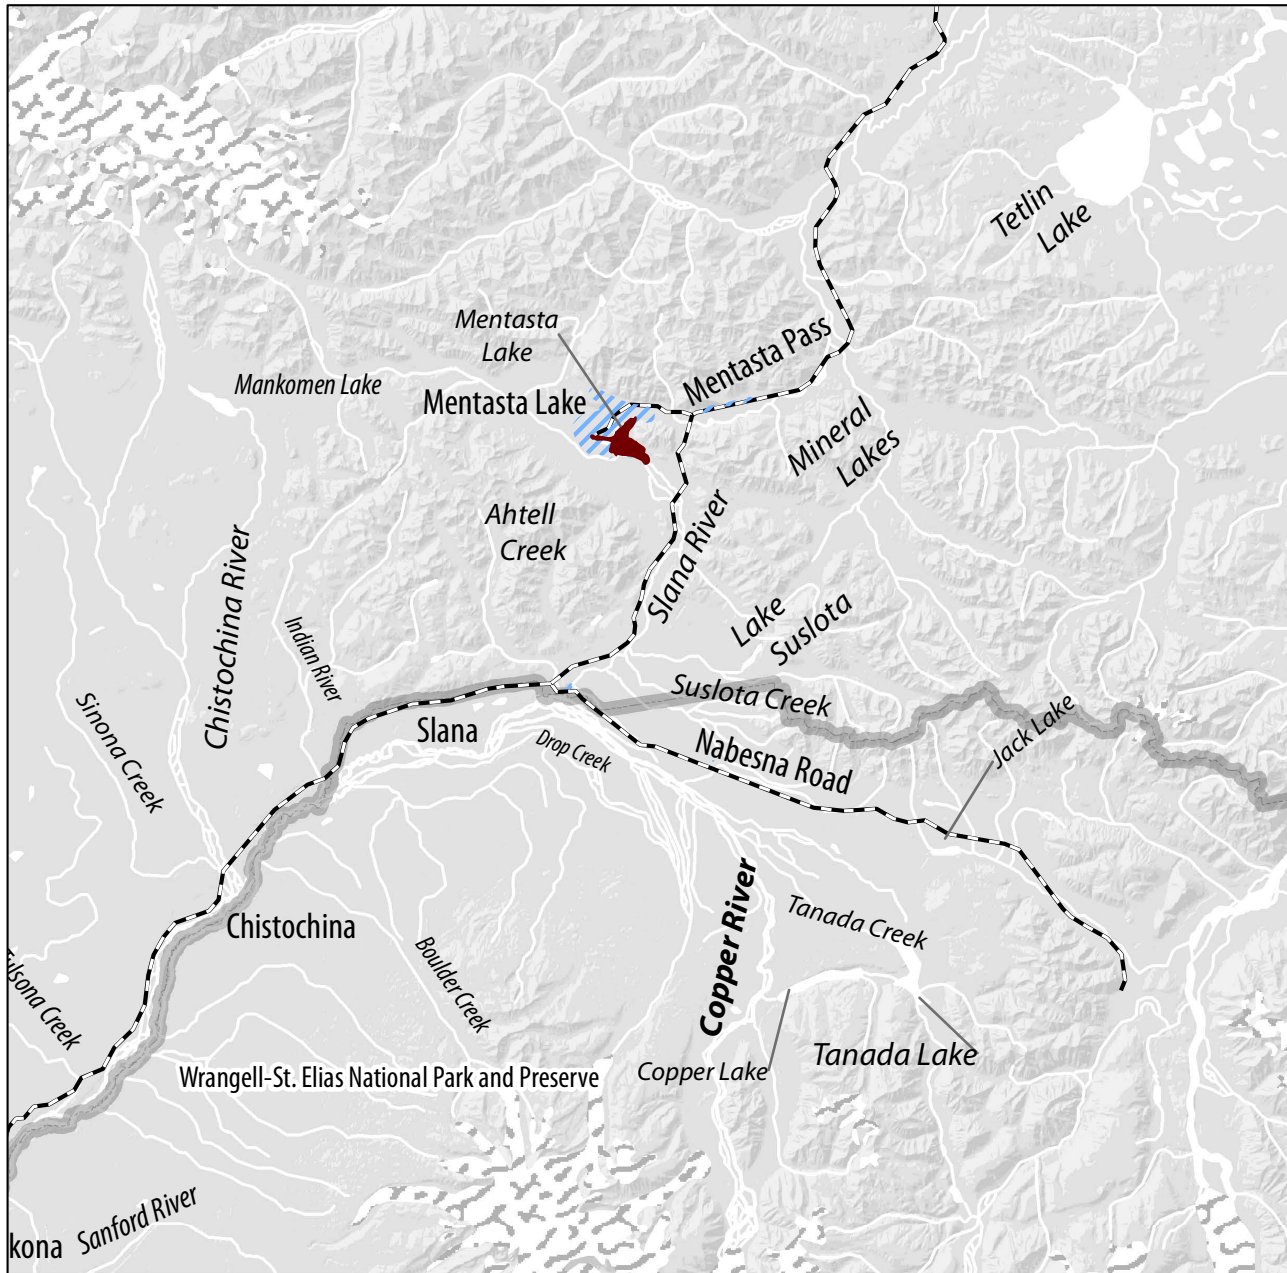 Tetlin
Lake
Mentasta
Lake
Mentasta Pass
Mankomen Lake
Mentasta Lake
Mineral
Lakes
Ahtell
Creek
Slana River
Chistochina River
Indian River
Lake
Suslota
Suslota Creek
Sinona Creek
Slana
Drop Creek
Nabesna Road
Jack Lake
Copper River
Tanada Creek
Chistochina
Boulder Creek
ulsona Creek
Tanada Lake
Copper Lake
Wrangell-St. Elias National Park and Preserve
Sanford River
kona